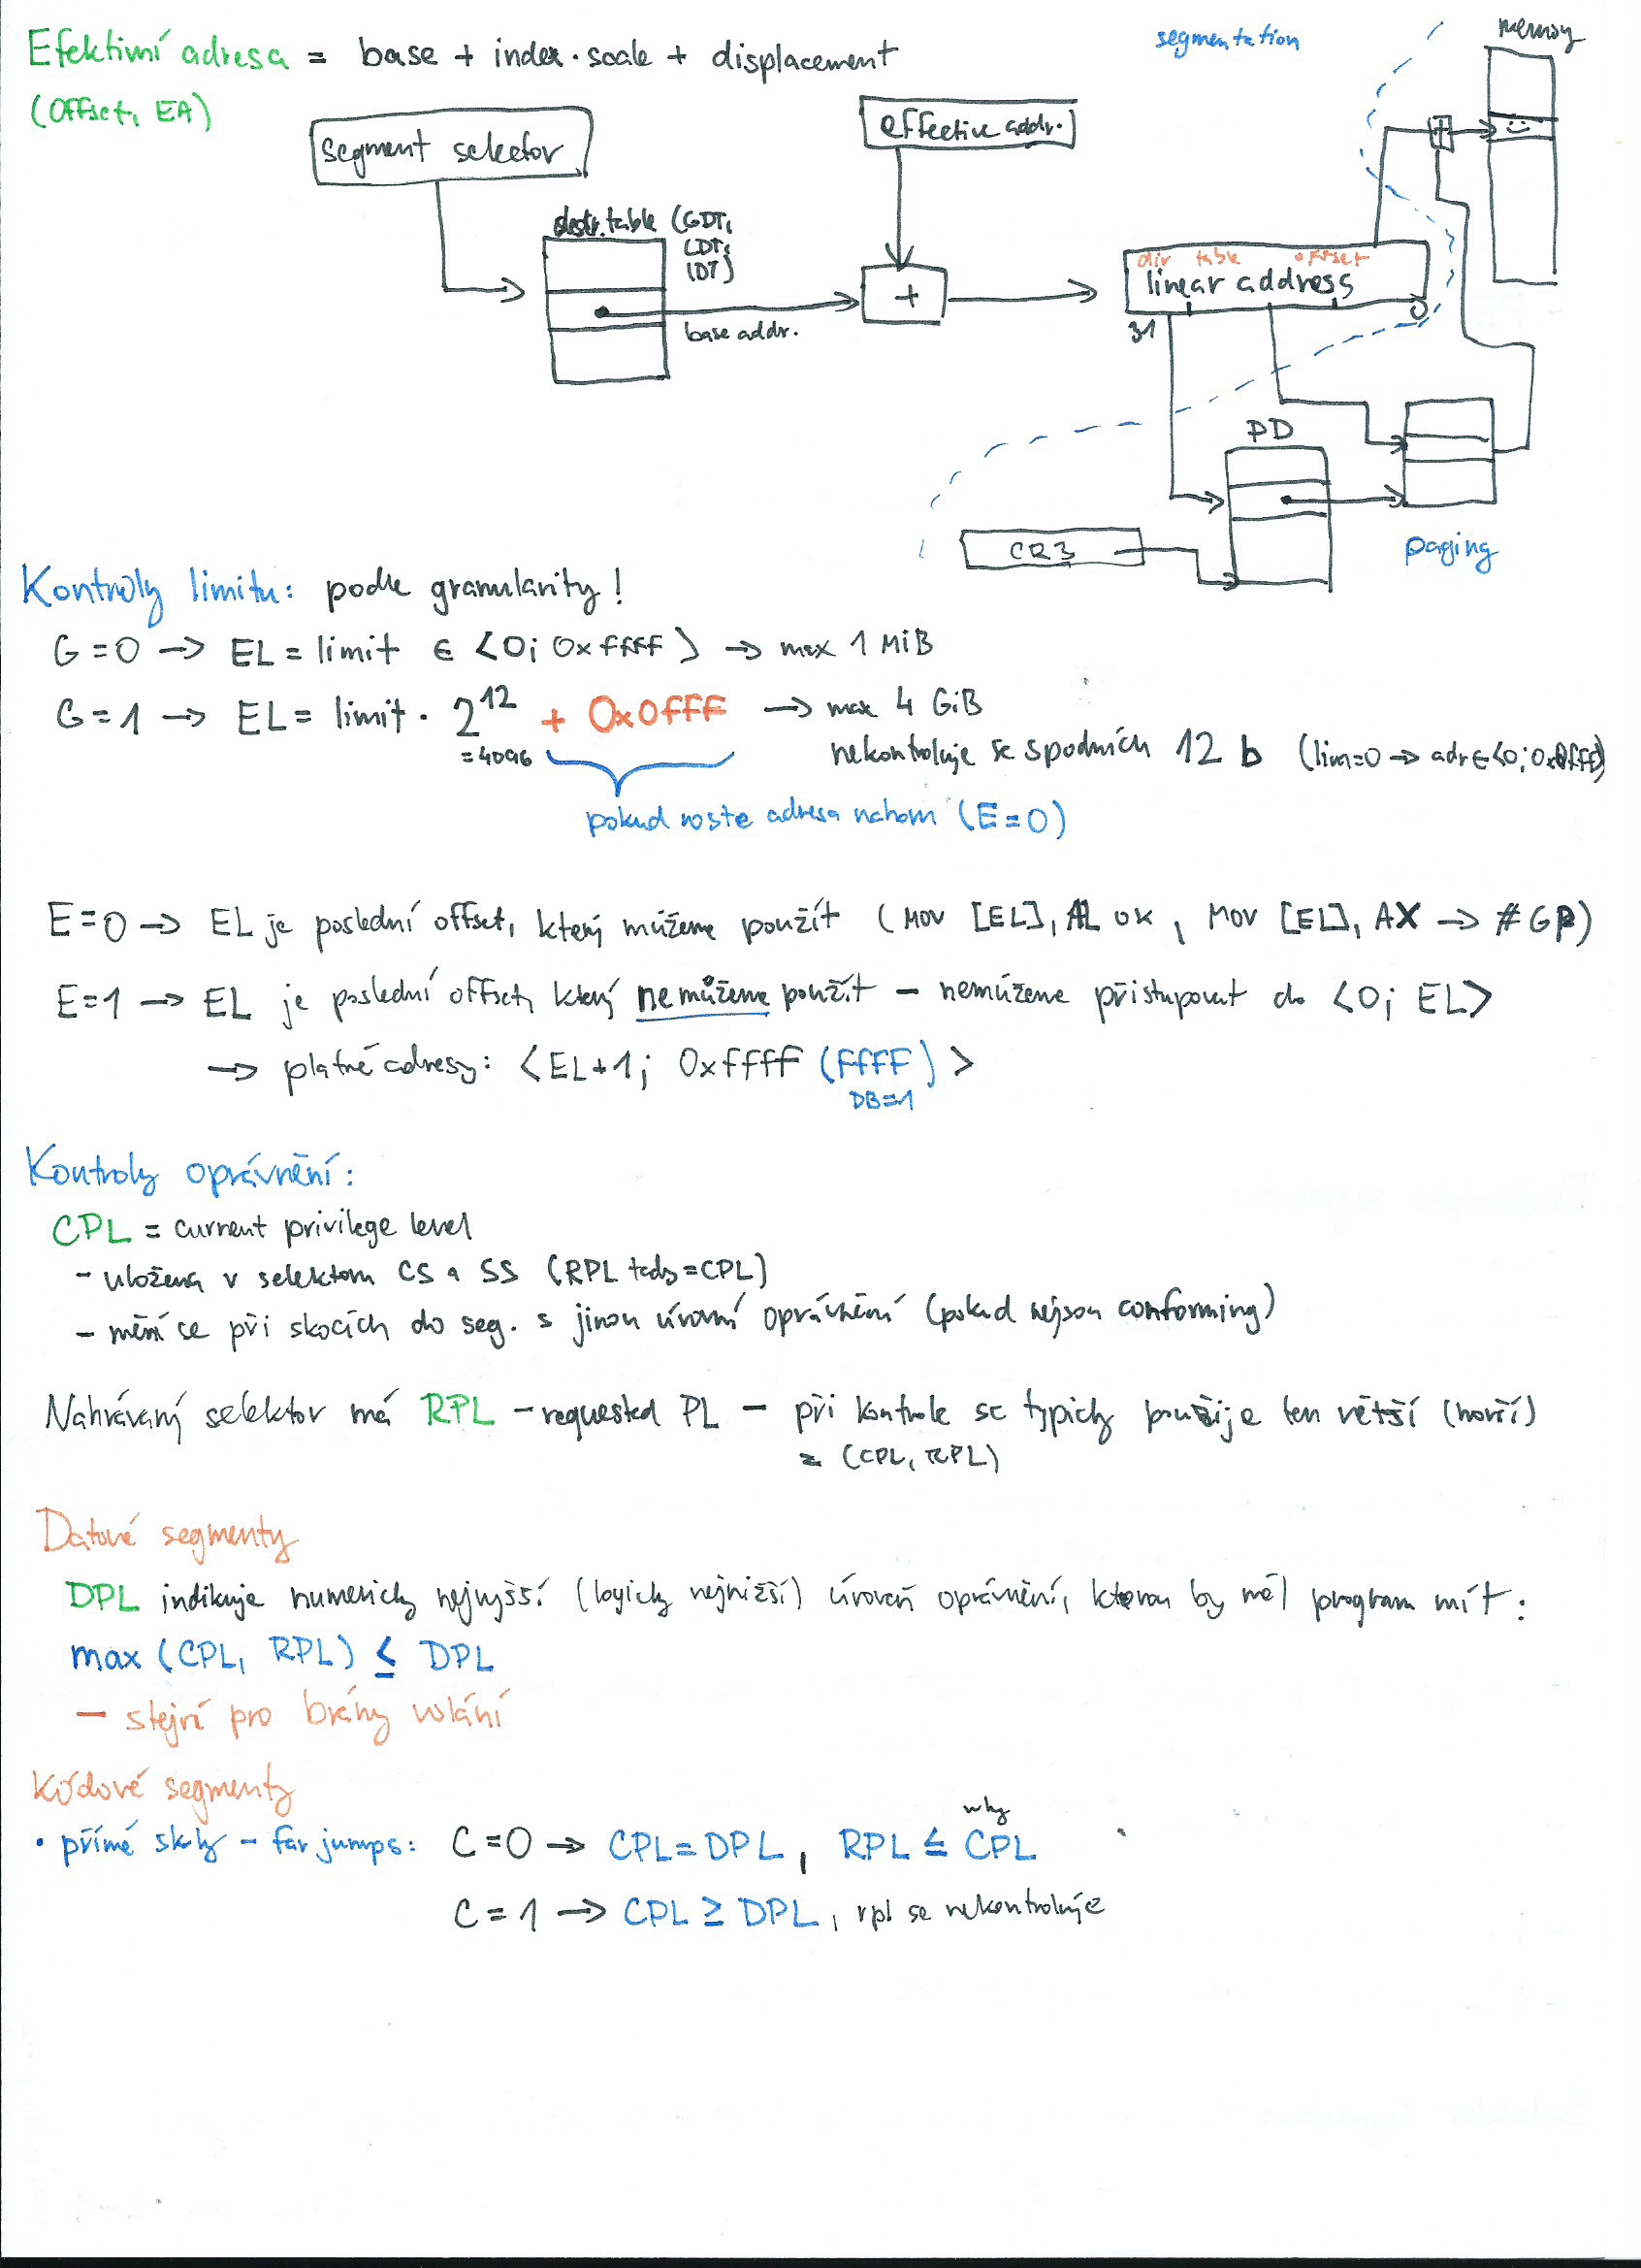 Efektivní adresa = base + index·scale + displacement
(Offset, EA)
segmentation
memory
segment selector
effective addr.
descr. table (GDT,
LDT,
IDT)
base addr.
+
+
dir table offset
linear address
31
0
PD
CR3
paging
Kontroly limitu: podle granularity!
G=0 → EL = limit ∈ <0; 0xffff> → max 1 MiB
G=1 → EL = limit · 2^12 + 0x0FFF → max 4 GiB
=4096
nekontroluje se spodních 12 b (lim=0 → adr ∈ <0; 0x0fff>)
pokud roste adresa nahoru (E=0)
E=0 → EL je poslední offset, který můžeme použít (MOV [EL], AL OK, MOV [EL], AX → #GP)
E=1 → EL je poslední offset, který nemůžeme použít – nemůžeme přistupovat do <0; EL>
→ platné adresy: <EL+1; 0xffff (FFFF)>
DB=1
Kontroly oprávnění:
CPL = current privilege level
- uložena v selektoru CS a SS (RPL tady=CPL)
- mění se při skocích do seg. s jinou úrovní oprávnění (pokud nejsou conforming)
Nahrávaný selektor má RPL – requested PL – při kontrole se typicky použije ten větší (horší)
z (CPL, RPL)
Datové segmenty
DPL indikuje numericky nejvyšší (logicky nejnižší) úroveň oprávnění, kterou by měl program mít:
max (CPL, RPL) ≤ DPL
– stejné pro brány volání
Kódové segmenty
• přímé skoky – far jumps: C=0 → CPL=DPL, RPL ≤ CPL
why
C=1 → CPL ≥ DPL, rpl se nekontroluje